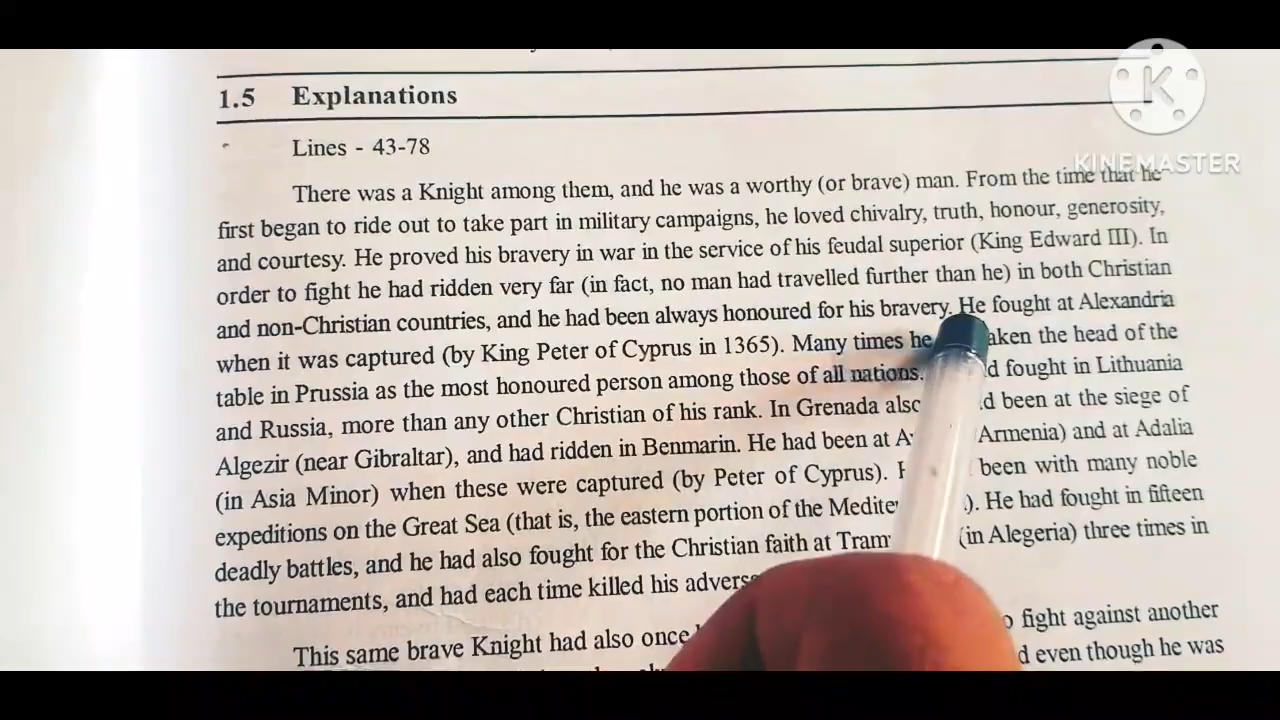 1.5 Explanations
K
KINEMASTER
Lines - 43-78
There was a Knight among them, and he was a worthy (or brave) man. From the time that he
first began to ride out to take part in military campaigns, he loved chivalry, truth, honour, generosity,
and courtesy. He proved his bravery in war in the service of his feudal superior (King Edward III). In
order to fight he had ridden very far (in fact, no man had travelled further than he) in both Christian
and non-Christian countries, and he had been always honoured for his bravery. He fought at Alexandria
when it was captured (by King Peter of Cyprus in 1365). Many times he aken the head of the
table in Prussia as the most honoured person among those of all nations. d fought in Lithuania
and Russia, more than any other Christian of his rank. In Grenada also d been at the siege of
Algezir (near Gibraltar), and had ridden in Benmarin. He had been at Armenia) and at Adalia
(in Asia Minor) when these were captured (by Peter of Cyprus). been with many noble
expeditions on the Great Sea (that is, the eastern portion of the Medite .). He had fought in fifteen
deadly battles, and he had also fought for the Christian faith at Tram (in Alegeria) three times in
the tournaments, and had each time killed his advers
This same brave Knight had also once fight against another
d even though he was